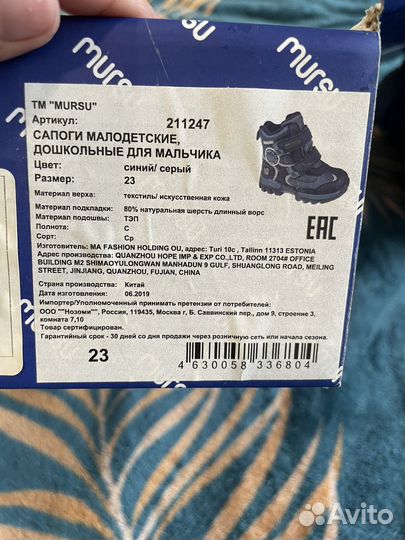 mursu
mursu
ТМ "MURSU"
Артикул: 211247
САПОГИ МАЛОДЕТСКИЕ,
ДОШКОЛЬНЫЕ ДЛЯ МАЛЬЧИКА
Цвет: синий/ серый
Размер: 23
Материал верха: текстиль/ искусственная кожа
Материал подкладки: 80% натуральная шерсть длинный ворс
Материал подошвы: ТЭП
Полнота: С
Сорт: Ср
EAC
Изготовитель: MA FASHION HOLDING OU, адрес: Turi 10c , Tallinn 11313 ESTONIA
Адрес производства: QUANZHOU HOPE IMP & EXP CO.,LTD, ROOM 2704# OFFICE
BUILDING M2 SHIMAOYULONGWAN MANHADUN 9 GULF, SHUANGLONG ROAD, MEILING
STREET, JINJIANG, QUANZHOU, FUJIAN, CHINA
Страна производства: Китай
Дата изготовления: 06.2019
Импортер/Уполномоченный принимать претензии от потребителей:
ООО ""Нозоми"", Россия, 119435, Москва г, Б. Саввинский пер., дом 9, строение 3,
комната 7,10
Товар сертифицирован.
Гарантийный срок - 30 дней со дня продажи через розничную сеть или начала сезона.
23
4 630058 336804
Avito